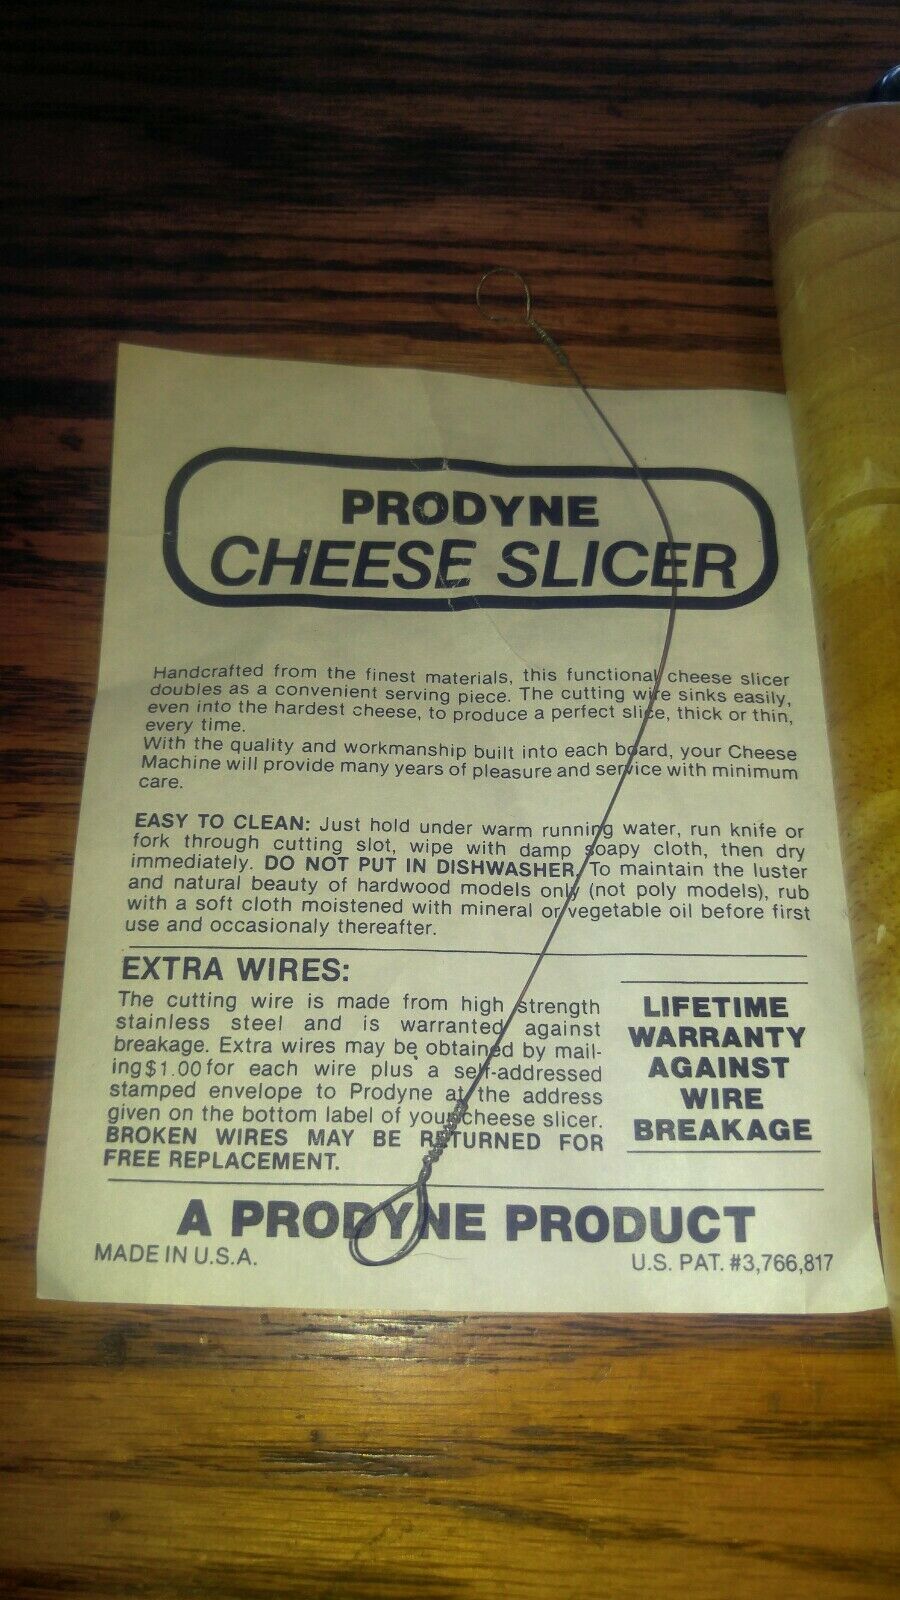 PRODYNE
CHEESE SLICER
Handcrafted from the finest materials, this functional cheese slicer
doubles as a convenient serving piece. The cutting wire sinks easily,
even into the hardest cheese, to produce a perfect slice, thick or thin,
every time.
With the quality and workmanship built into each board, your Cheese
Machine will provide many years of pleasure and service with minimum
care.
EASY TO CLEAN: Just hold under warm running water, run knife or
fork through cutting slot, wipe with damp soapy cloth, then dry
immediately. DO NOT PUT IN DISHWASHER. To maintain the luster
and natural beauty of hardwood models only (not poly models), rub
with a soft cloth moistened with mineral or vegetable oil before first
use and occasionaly thereafter.
EXTRA WIRES:
The cutting wire is made from high strength
stainless steel and is warranted against
breakage. Extra wires may be obtained by mail-
ing $1.00 for each wire plus a self-addressed
stamped envelope to Prodyne at the address
given on the bottom label of your cheese slicer.
BROKEN WIRES MAY BE RETURNED FOR
FREE REPLACEMENT.
LIFETIME
WARRANTY
AGAINST
WIRE
BREAKAGE
A PRODYNE PRODUCT
MADE IN U.S.A.
U.S. PAT. #3,766,817